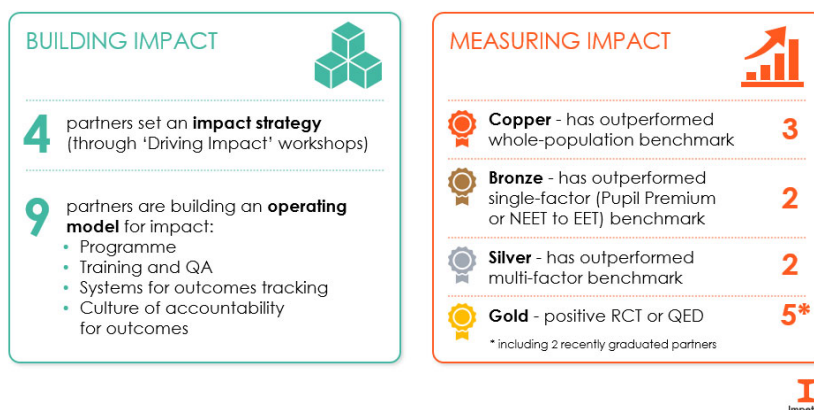 BUILDING IMPACT
4 partners set an impact strategy
(through ‘Driving Impact’ workshops)
9 partners are building an operating
model for impact:
• Programme
• Training and QA
• Systems for outcomes tracking
• Culture of accountability
for outcomes
MEASURING IMPACT
Copper - has outperformed
whole-population benchmark 3
Bronze - has outperformed
single-factor (Pupil Premium
or NEET to EET) benchmark 2
Silver - has outperformed
multi-factor benchmark 2
Gold - positive RCT or QED 5*
* including 2 recently graduated partners